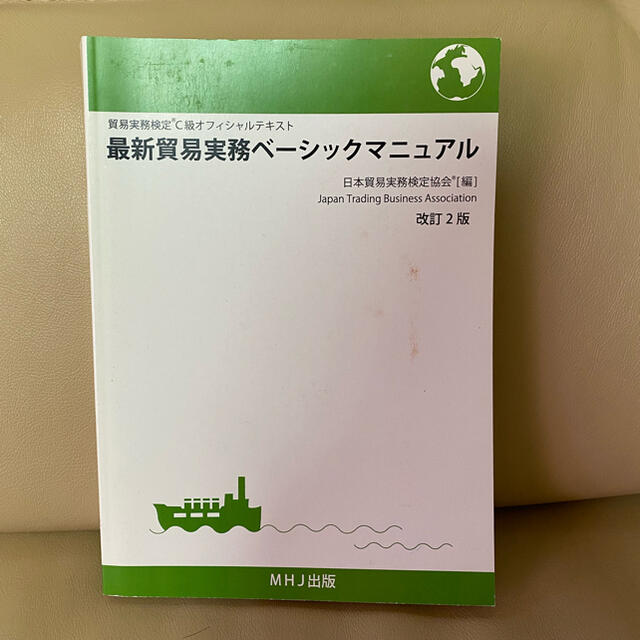 貿易実務検定®C級オフィシャルテキスト
最新貿易実務ベーシックマニュアル
日本貿易実務検定協会®[編]
Japan Trading Business Association
改訂2版
MHJ出版